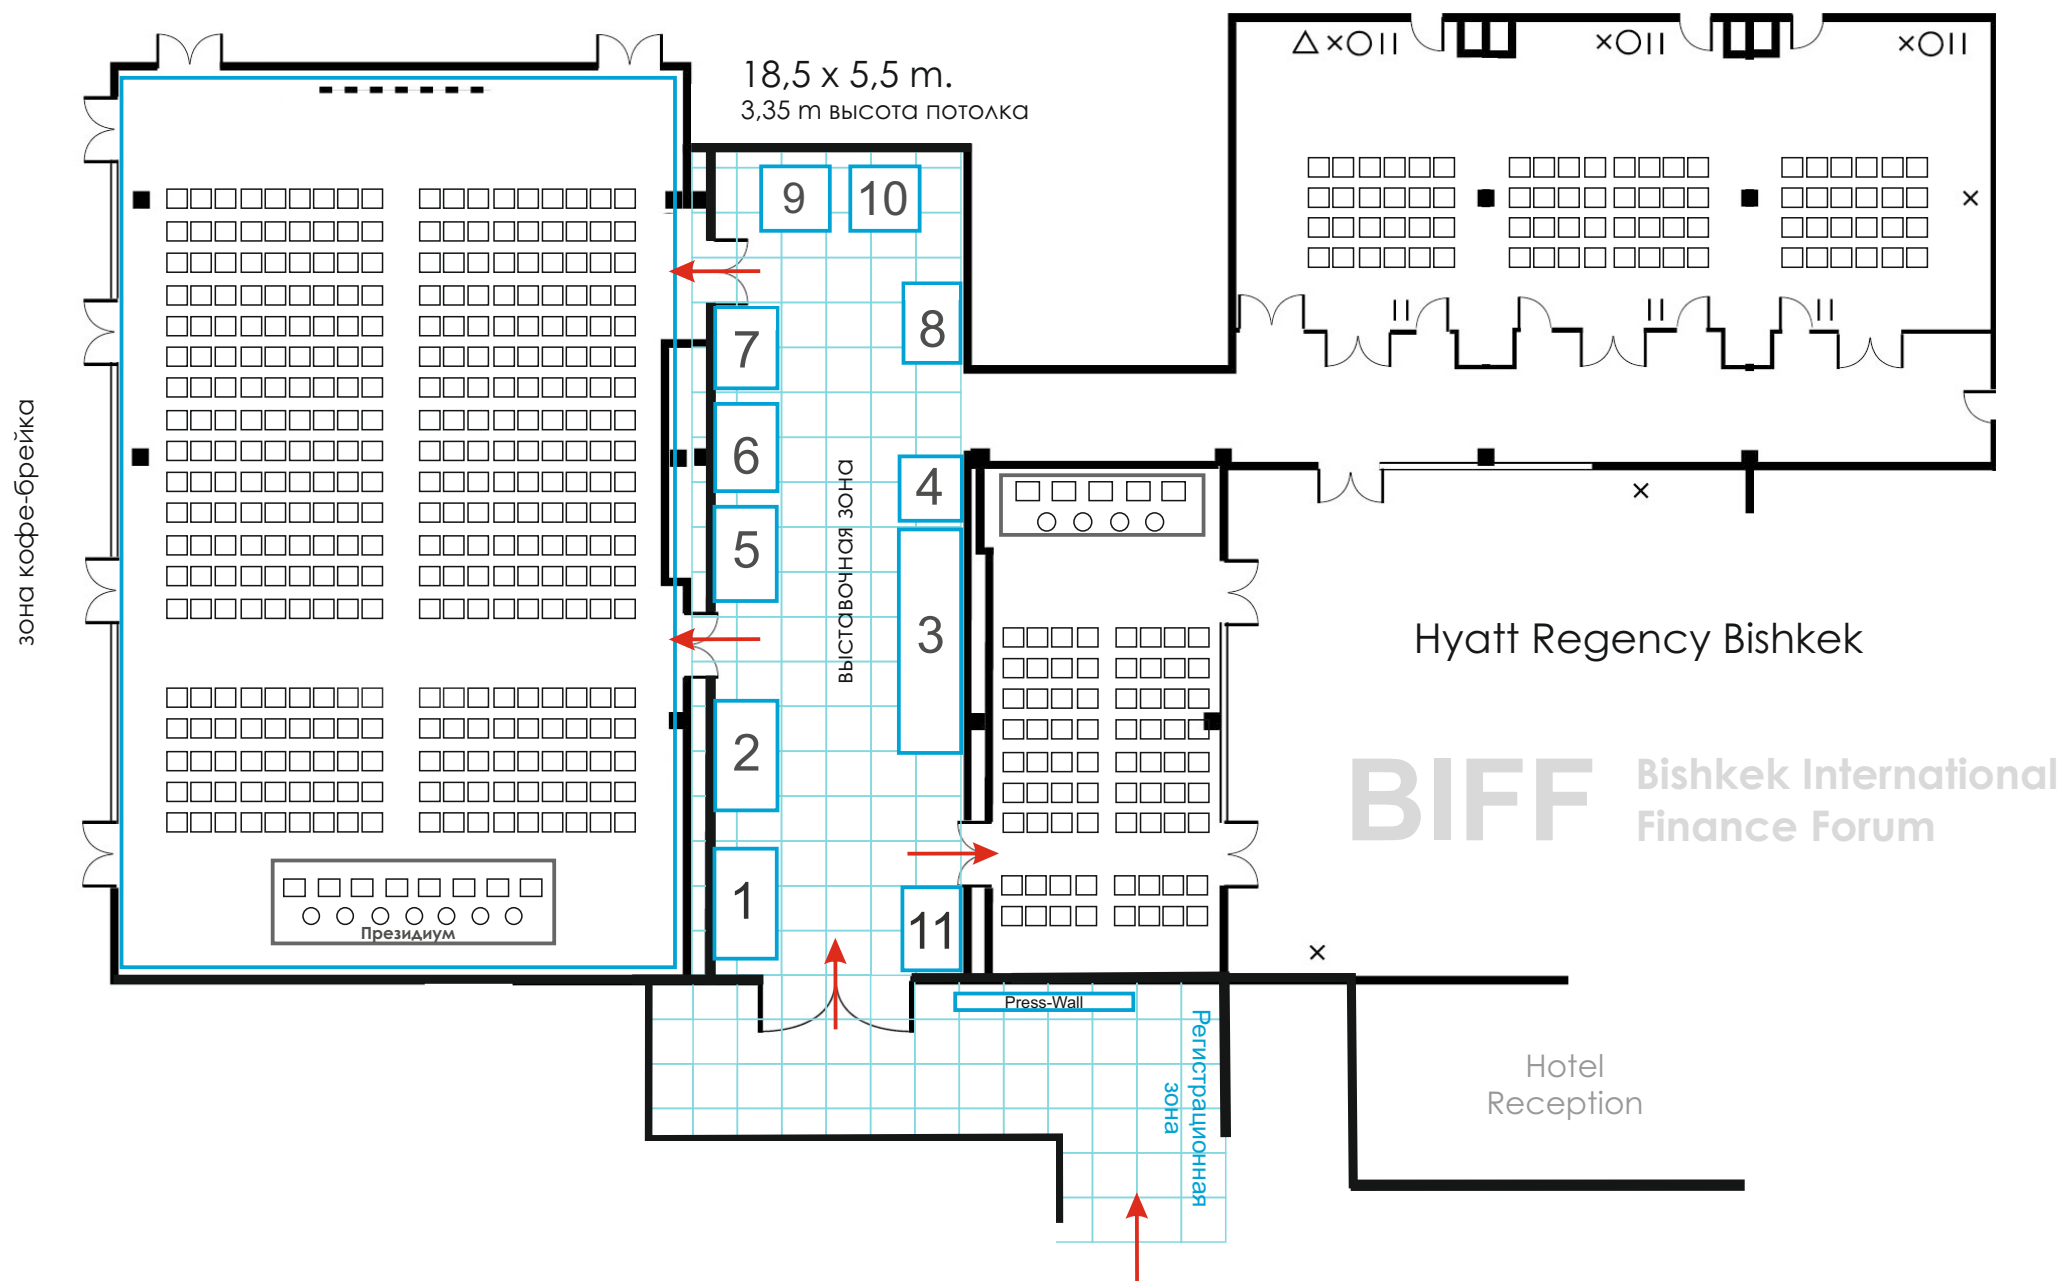 18,5 x 5,5 m.
3,35 m высота потолка
9
10
7
8
6
4
5
3
2
1
11
зона кофе-брейка
выставочная зона
Hyatt Regency Bishkek
BIFF
Bishkek International
Finance Forum
Президиум
Press-Wall
Регистрационная
зона
Hotel
Reception